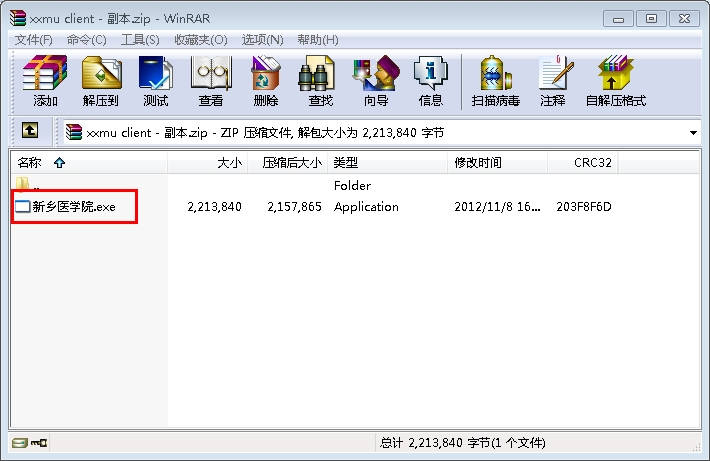 xxmu client - 副本.zip - WinRAR
文件(F) 命令(C) 工具(S) 收藏夹(O) 选项(N) 帮助(H)
添加 解压到 测试 查看 删除 查找 向导 信息 扫描病毒 注释 自解压格式
xxmu client - 副本.zip - ZIP 压缩文件, 解包大小为 2,213,840 字节
名称 大小 压缩后大小 类型 修改时间 CRC32
.. Folder
新乡医学院.exe 2,213,840 2,157,865 Application 2012/11/8 16... 203F8F6D
总计 2,213,840 字节(1 个文件)